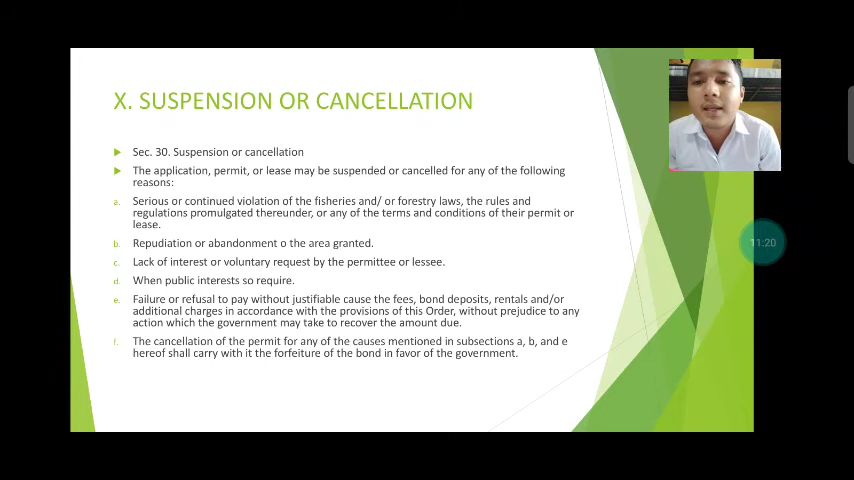 X. SUSPENSION OR CANCELLATION
Sec. 30. Suspension or cancellation
The application, permit, or lease may be suspended or cancelled for any of the following
reasons:
a. Serious or continued violation of the fisheries and/ or forestry laws, the rules and
regulations promulgated thereunder, or any of the terms and conditions of their permit or
lease.
b. Repudiation or abandonment o the area granted.
c. Lack of interest or voluntary request by the permittee or lessee.
d. When public interests so require.
e. Failure or refusal to pay without justifiable cause the fees, bond deposits, rentals and/or
additional charges in accordance with the provisions of this Order, without prejudice to any
action which the government may take to recover the amount due.
f. The cancellation of the permit for any of the causes mentioned in subsections a, b, and e
hereof shall carry with it the forfeiture of the bond in favor of the government.
11:20